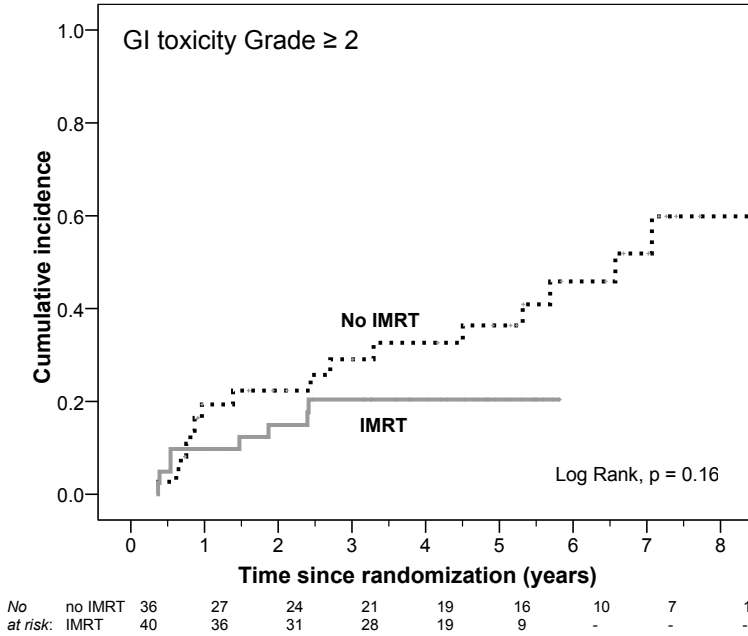 GI toxicity Grade ≥ 2
1.0
0.8
0.6
0.4
0.2
0.0
Cumulative incidence
No IMRT
IMRT
Log Rank, p = 0.16
0 1 2 3 4 5 6 7 8
Time since randomization (years)
No no IMRT 36 27 24 21 19 16 10 7 1
at risk: IMRT 40 36 31 28 19 9 - - -